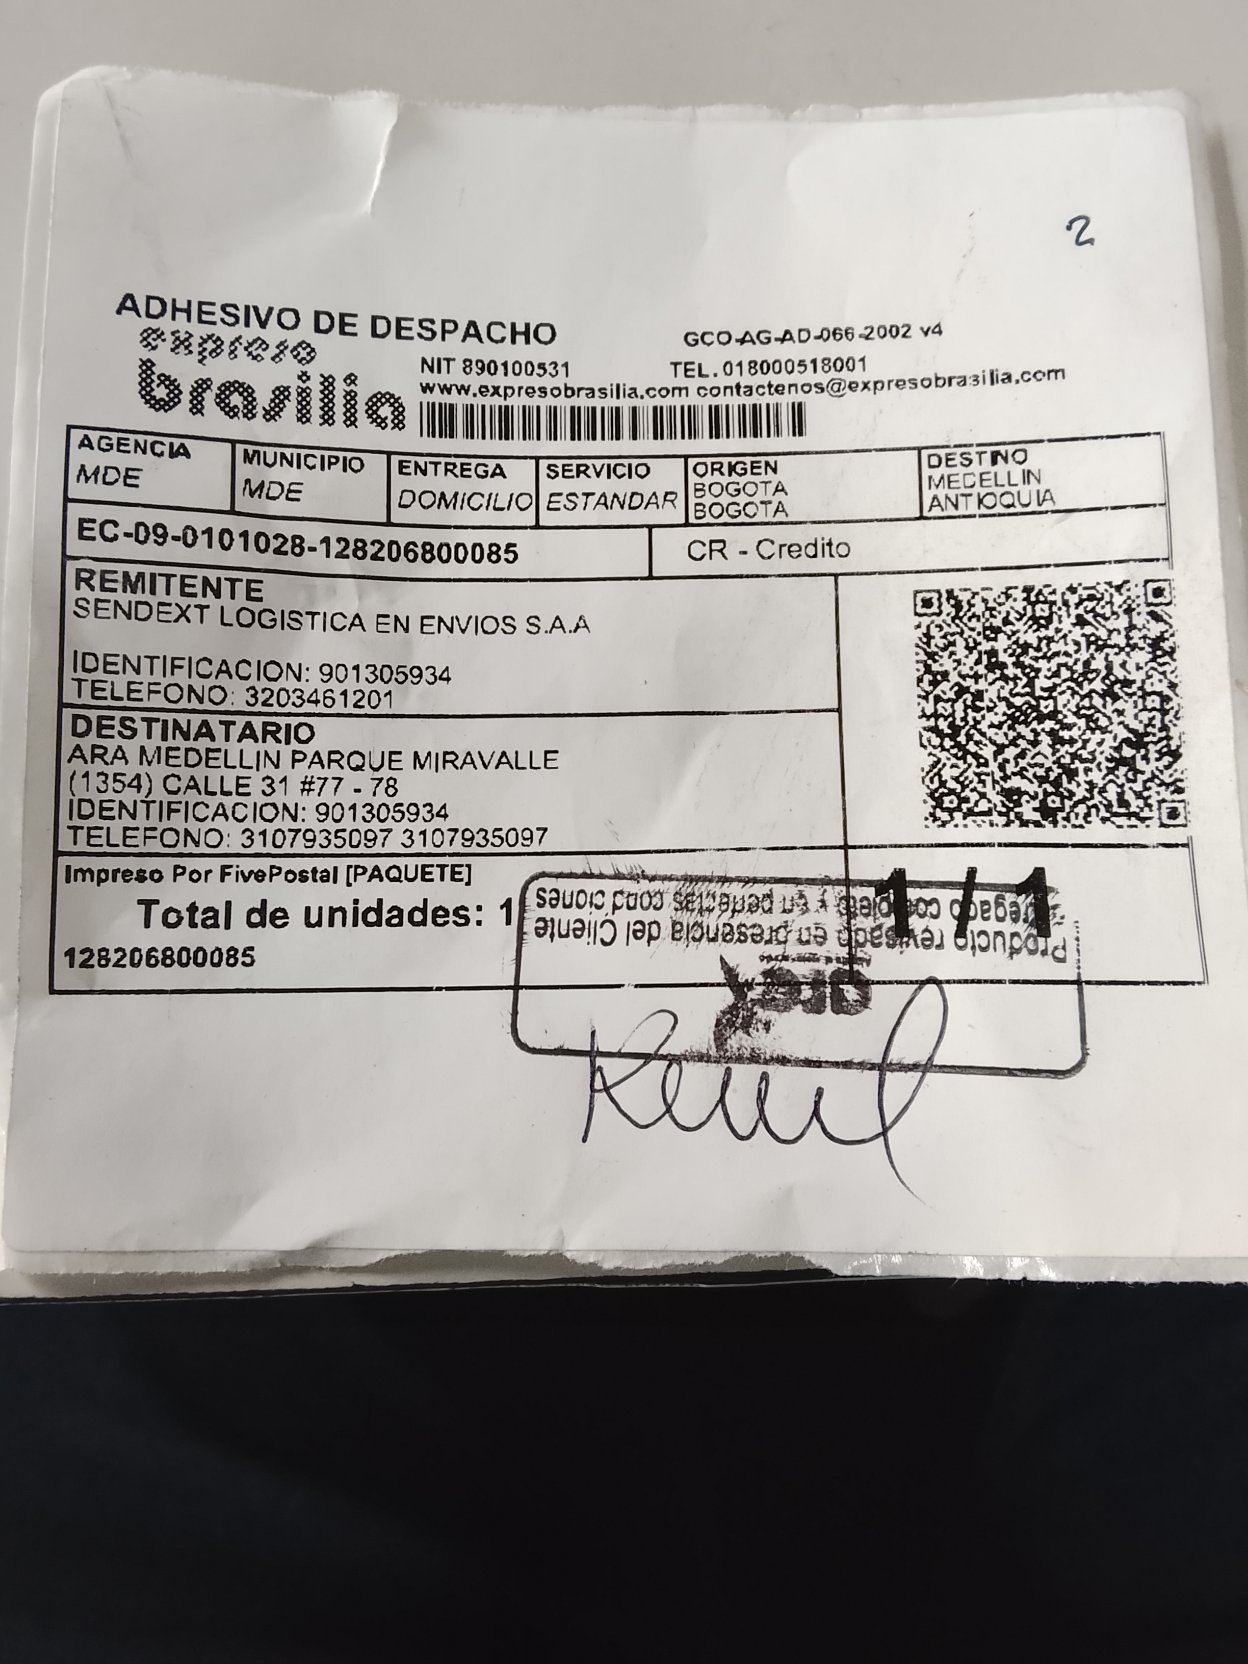 2
ADHESIVO DE DESPACHO
GCO-AG-AD-066-2002 v4
expreso
brasilia
NIT 890100531 TEL.018000518001
www.expresobrasilia.com contactenos@expresobrasilia.com
AGENCIA
MDE
MUNICIPIO
MDE
ENTREGA
DOMICILIO
SERVICIO
ESTANDAR
ORIGEN
BOGOTA
BOGOTA
DESTINO
MEDELLIN
ANTIOQUIA
EC-09-0101028-128206800085
CR - Credito
REMITENTE
SENDEXT LOGISTICA EN ENVIOS S.A.A
IDENTIFICACION: 901305934
TELEFONO: 3203461201
DESTINATARIO
ARA MEDELLIN PARQUE MIRAVALLE
(1354) CALLE 31 #77 - 78
IDENTIFICACION: 901305934
TELEFONO: 3107935097 3107935097
Impreso Por FivePostal [PAQUETE]
Total de unidades: 1
1 / 1
128206800085
ara
Producto revisado en presencia del Cliente
completo y en perfectas condiciones